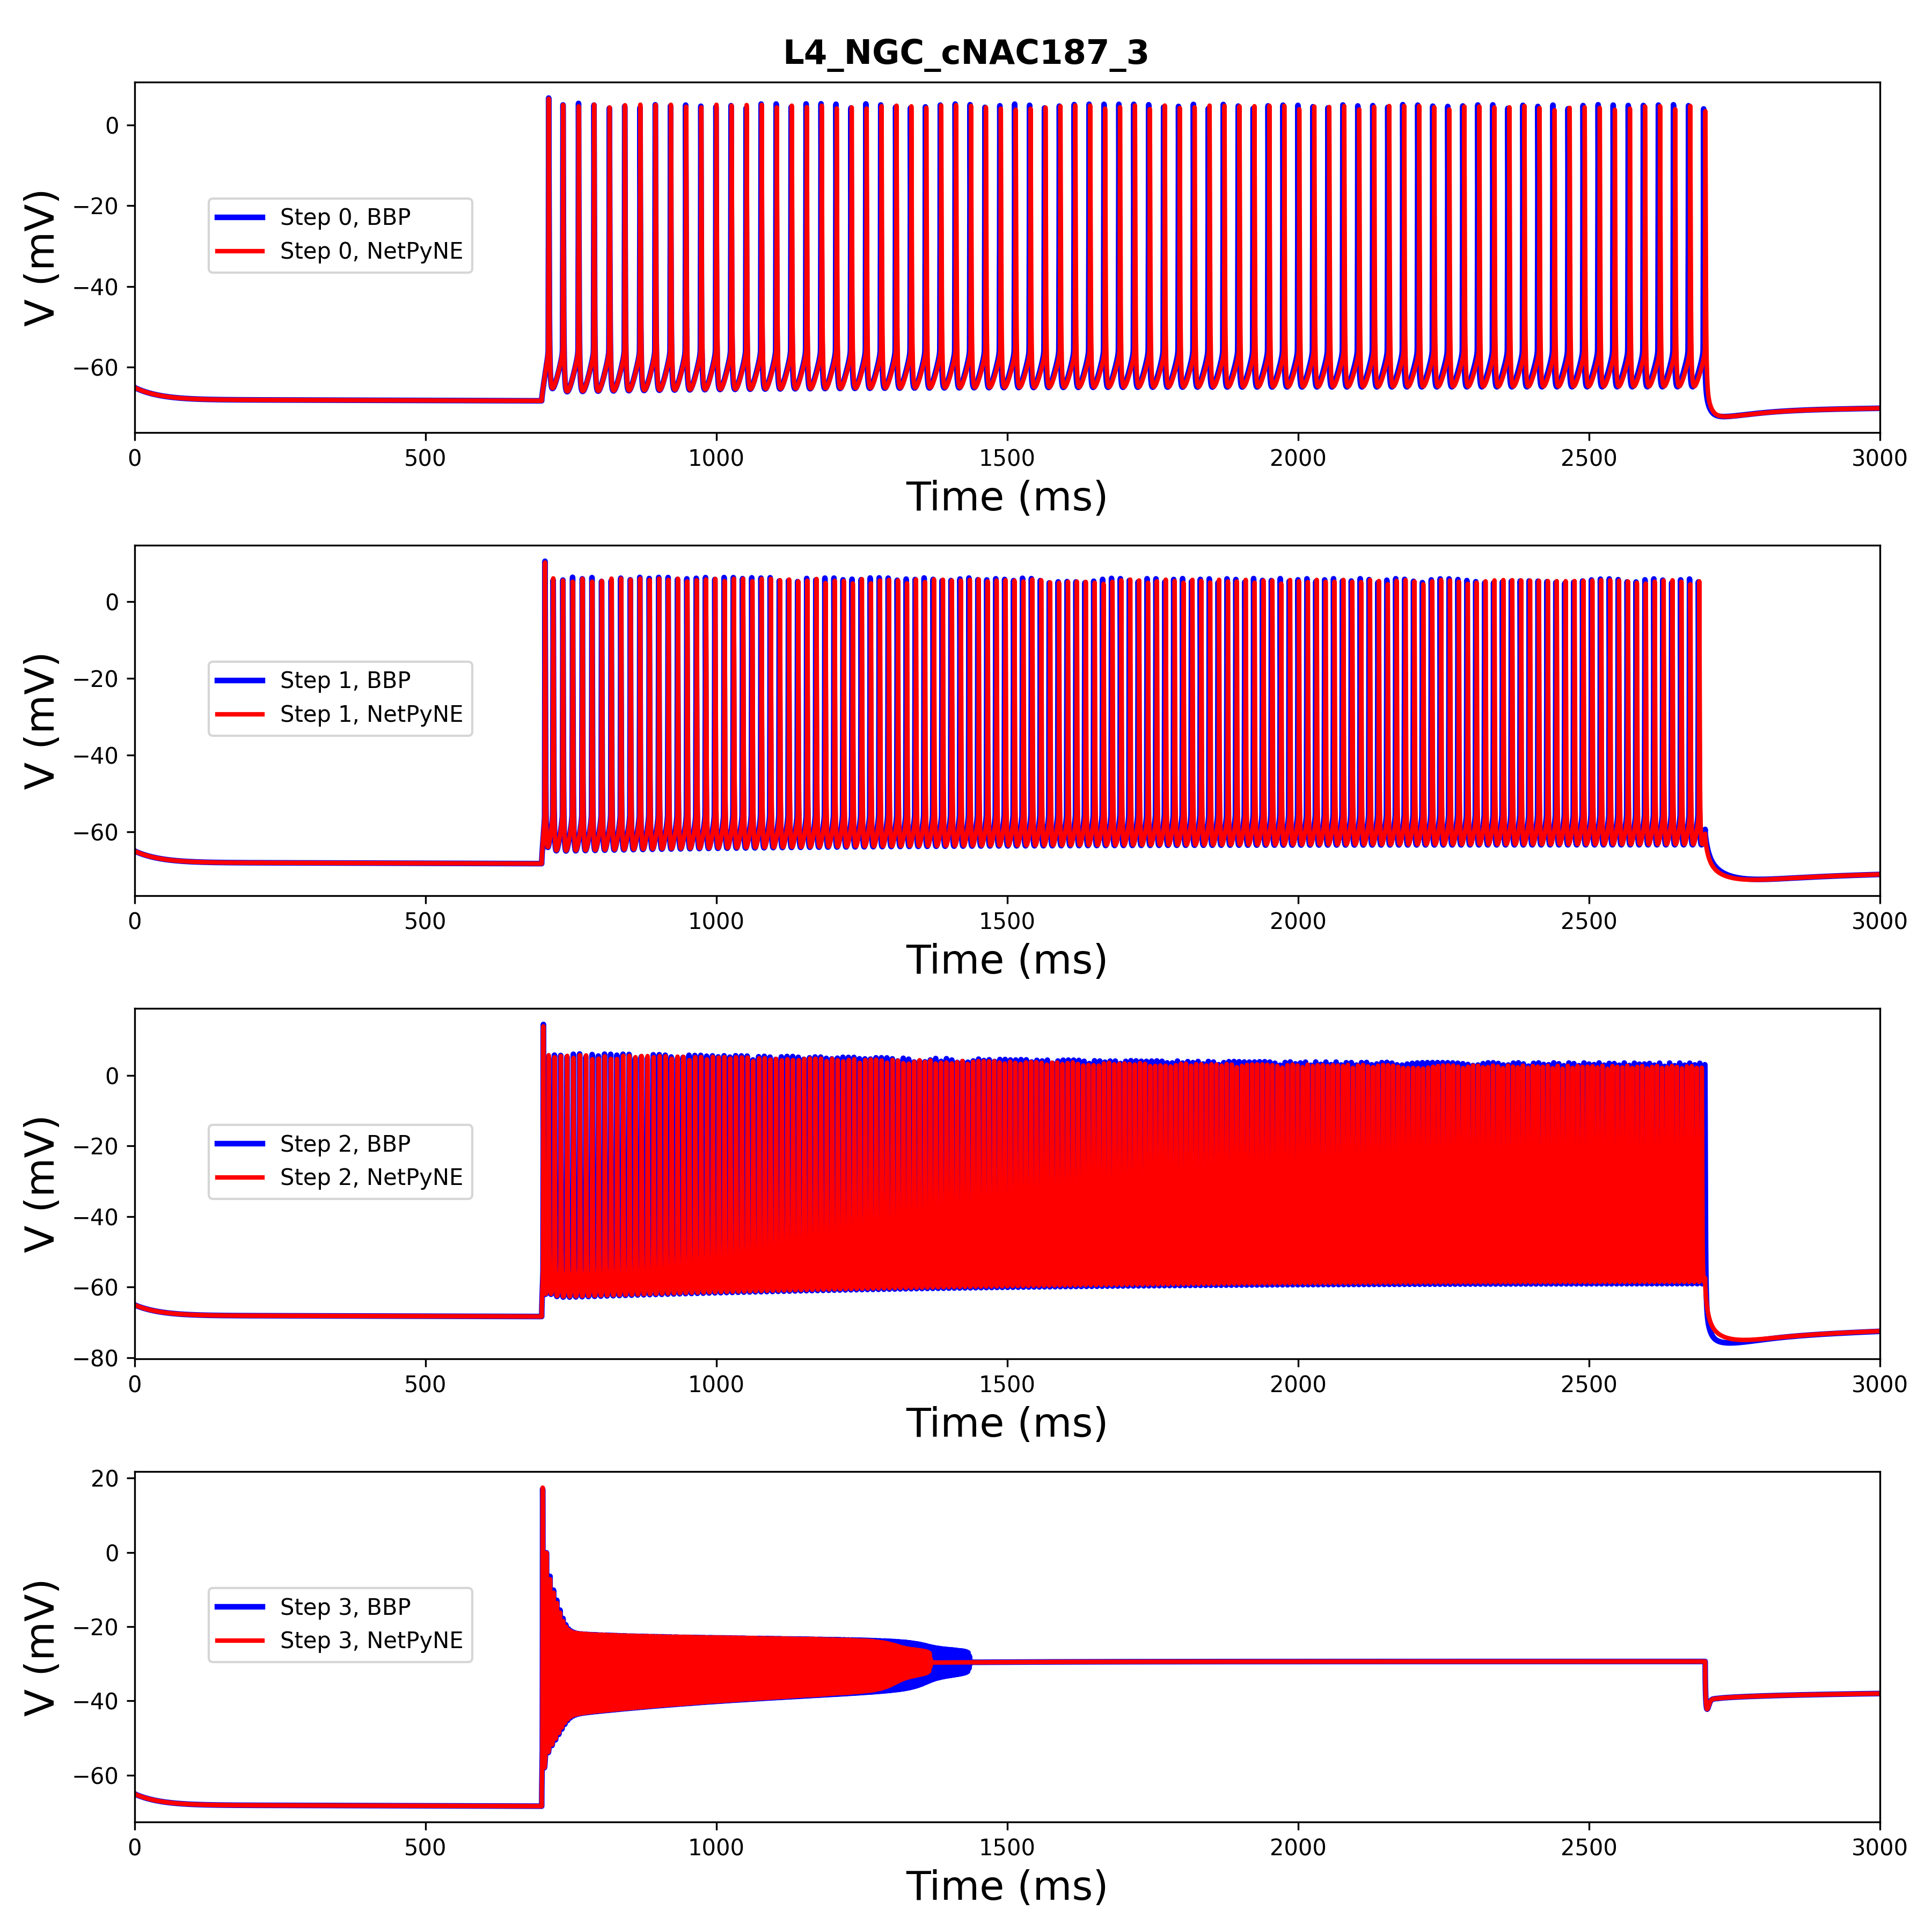 L4_NGC_cNAC187_3
V (mV)
0
−20
−40
−60
Step 0, BBP
Step 0, NetPyNE
0 500 1000 1500 2000 2500 3000
Time (ms)
V (mV)
0
−20
−40
−60
Step 1, BBP
Step 1, NetPyNE
0 500 1000 1500 2000 2500 3000
Time (ms)
V (mV)
0
−20
−40
−60
−80
Step 2, BBP
Step 2, NetPyNE
0 500 1000 1500 2000 2500 3000
Time (ms)
V (mV)
20
0
−20
−40
−60
Step 3, BBP
Step 3, NetPyNE
0 500 1000 1500 2000 2500 3000
Time (ms)